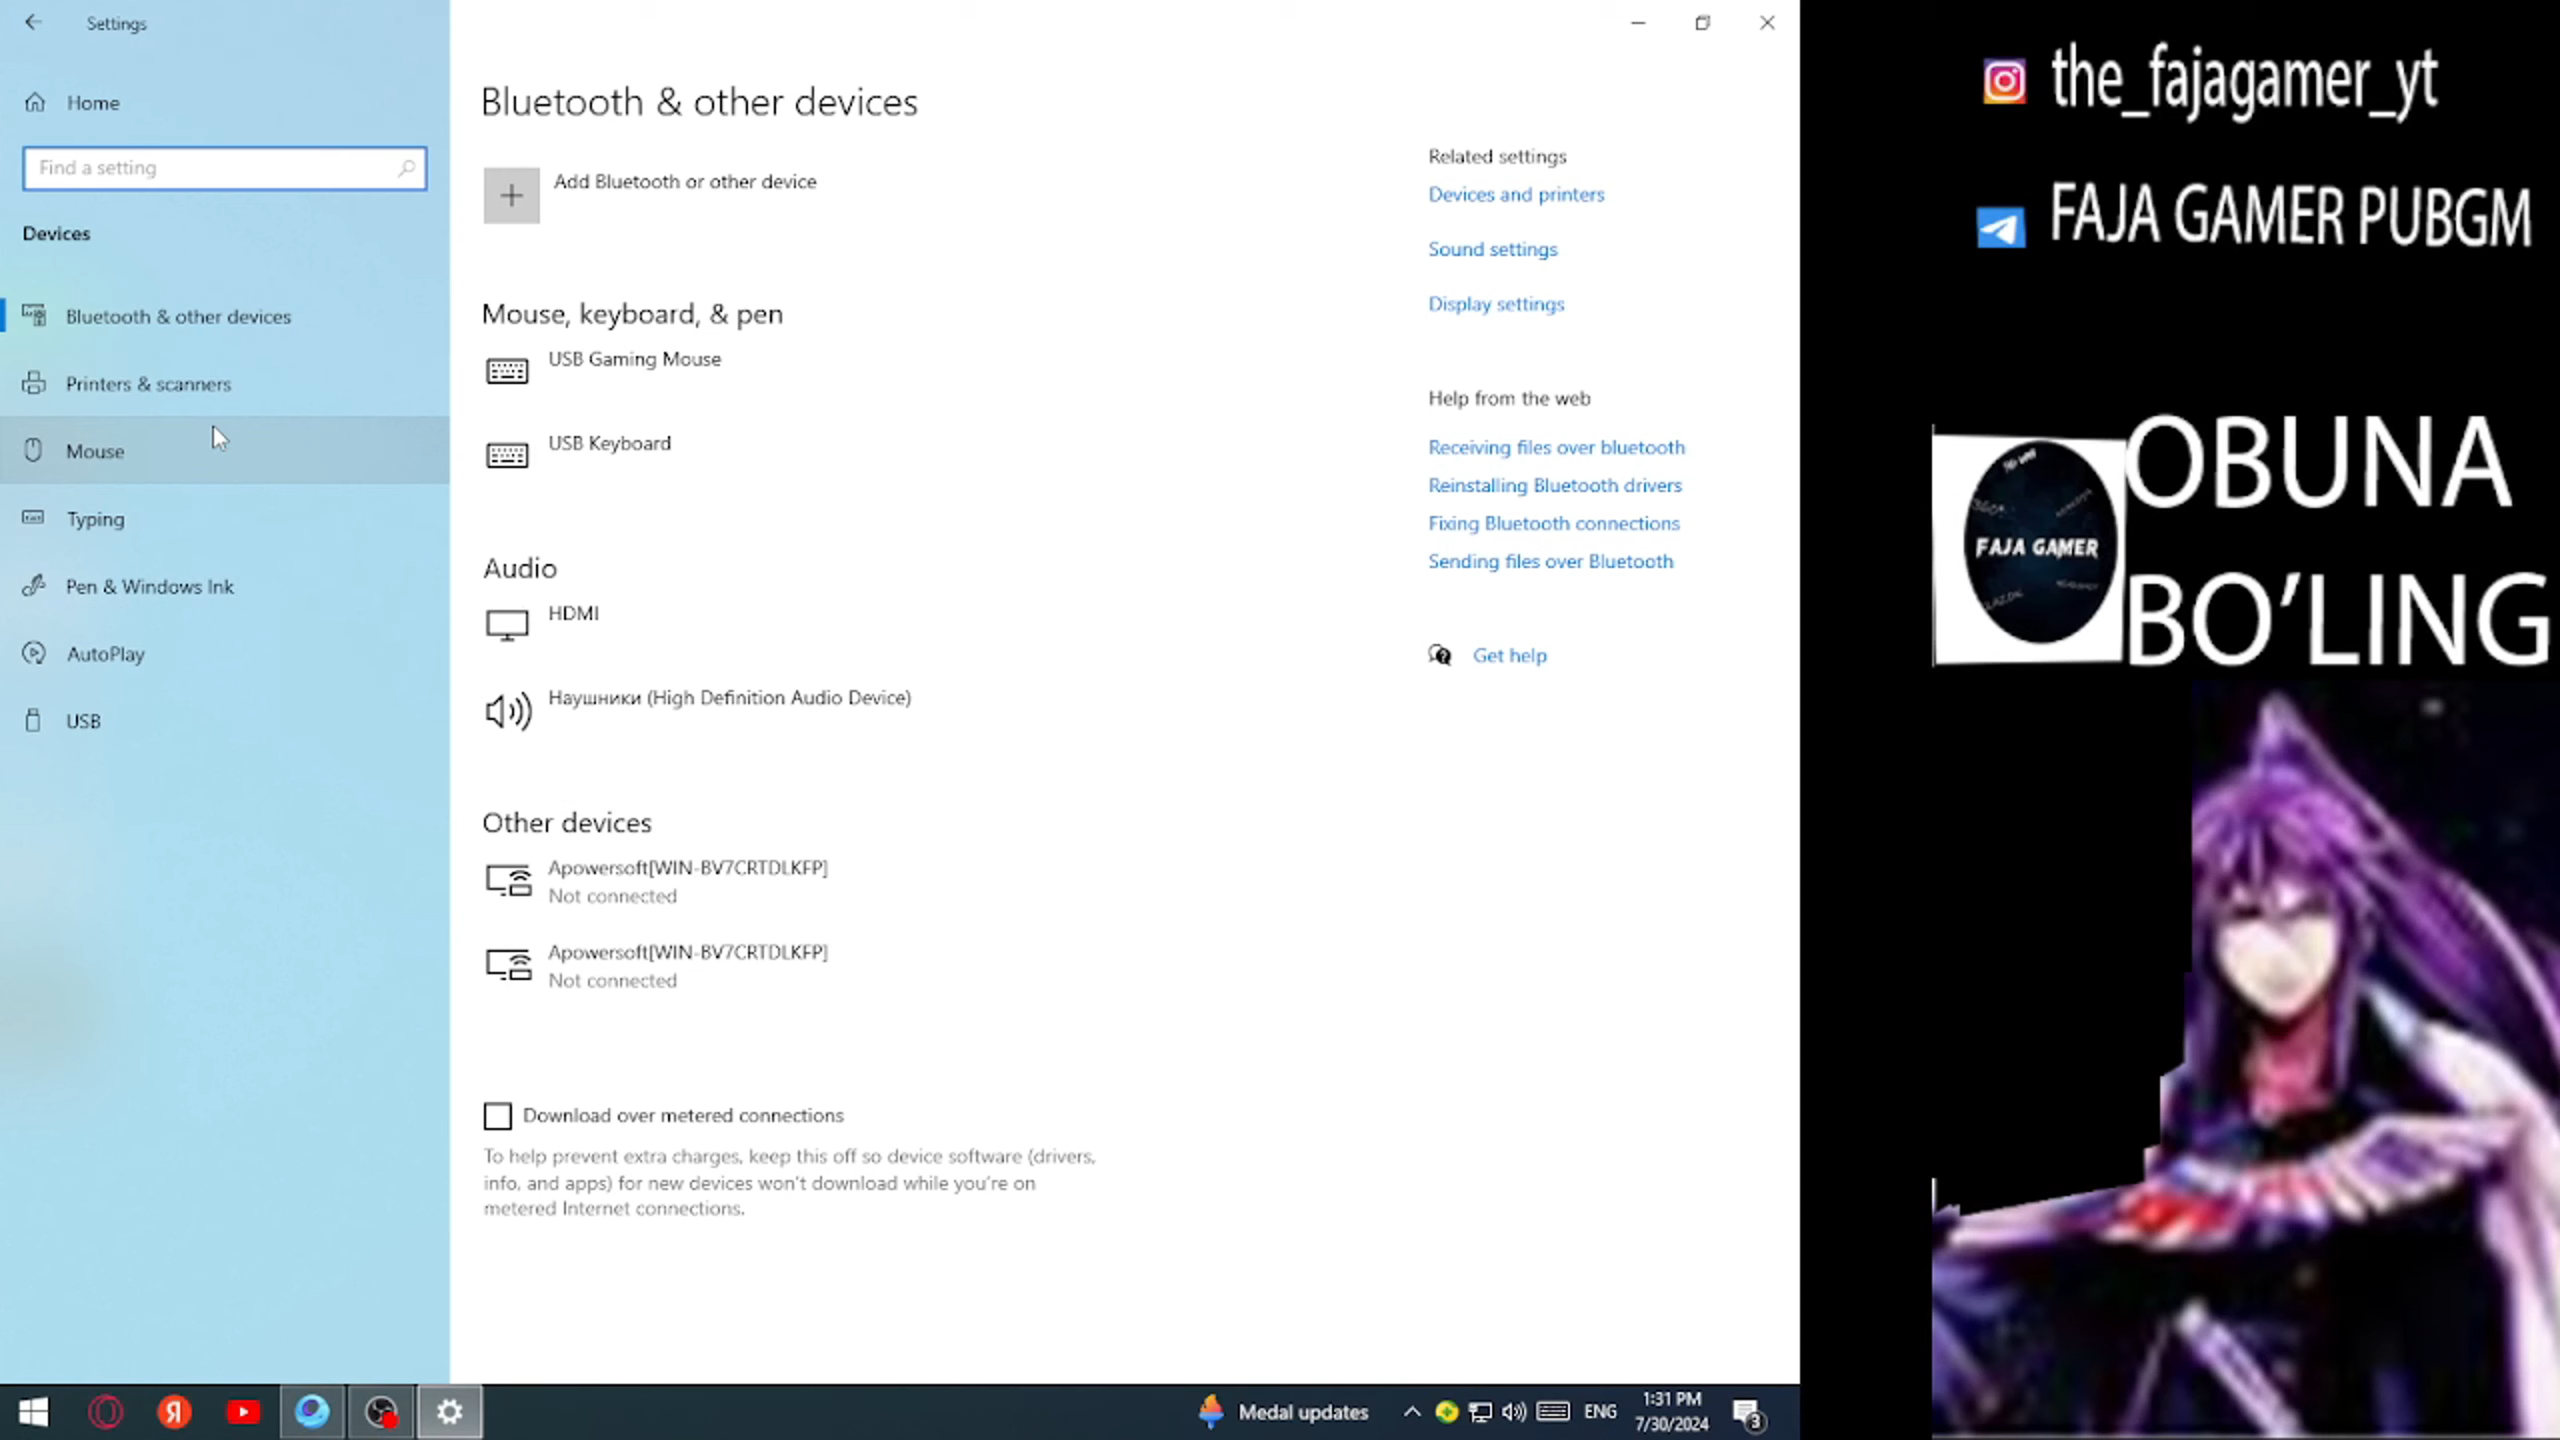 Settings
Home
Find a setting
Devices
Bluetooth & other devices
Printers & scanners
Mouse
Typing
Pen & Windows Ink
AutoPlay
USB
Bluetooth & other devices
Add Bluetooth or other device
Mouse, keyboard, & pen
USB Gaming Mouse
USB Keyboard
Audio
HDMI
Наушники (High Definition Audio Device)
Other devices
Apowersoft[WIN-BV7CRTDLKFP]
Not connected
Apowersoft[WIN-BV7CRTDLKFP]
Not connected
Download over metered connections
To help prevent extra charges, keep this off so device software (drivers,
info, and apps) for new devices won't download while you're on
metered Internet connections.
Related settings
Devices and printers
Sound settings
Display settings
Help from the web
Receiving files over bluetooth
Reinstalling Bluetooth drivers
Fixing Bluetooth connections
Sending files over Bluetooth
Get help
Я
Medal updates
ENG
1:31 PM
7/30/2024
3
the_fajagamer_yt
FAJA GAMER PUBGM
FAJA GAMER
OBUNA
BO'LING